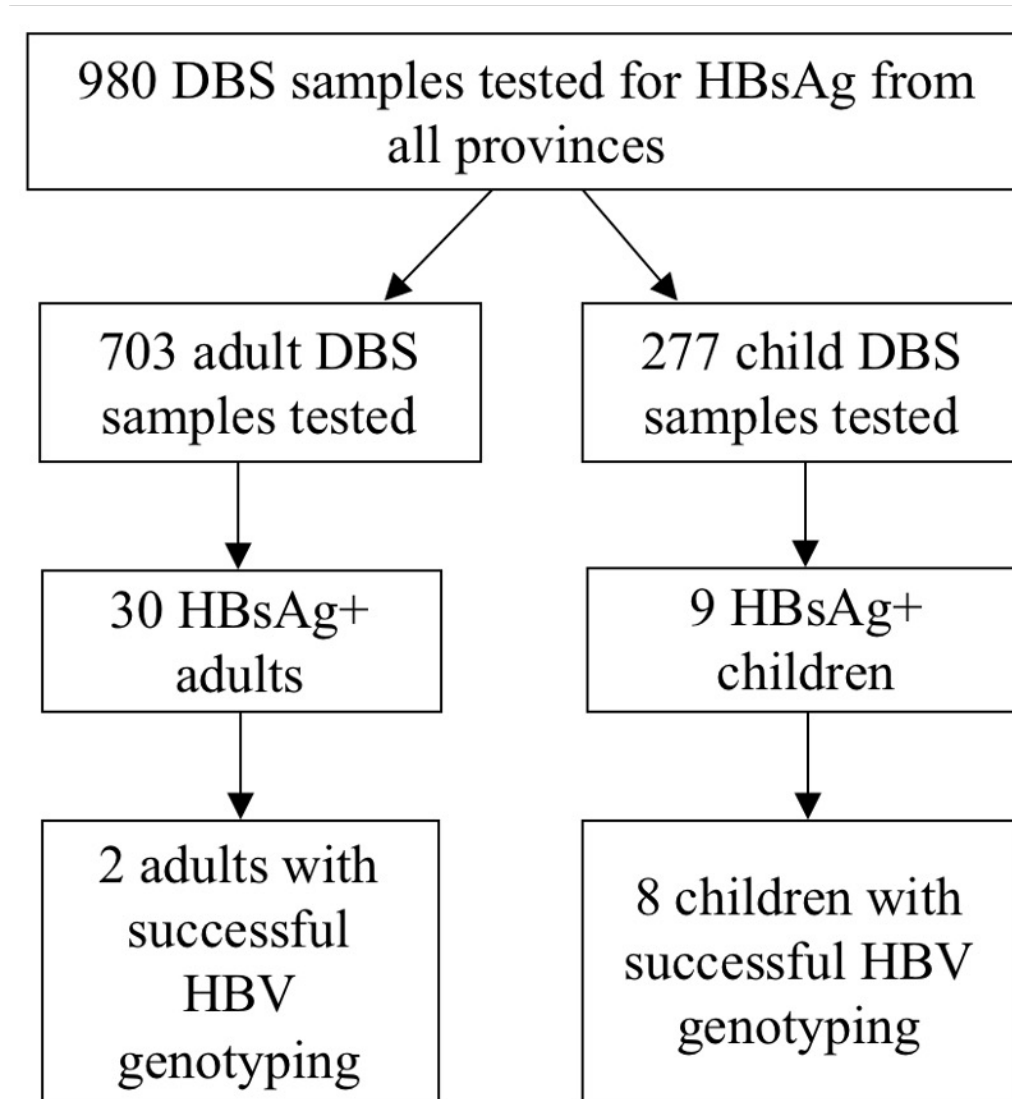 980 DBS samples tested for HBsAg from
all provinces
703 adult DBS
samples tested
277 child DBS
samples tested
30 HBsAg+
adults
9 HBsAg+
children
2 adults with
successful
HBV
genotyping
8 children with
successful HBV
genotyping